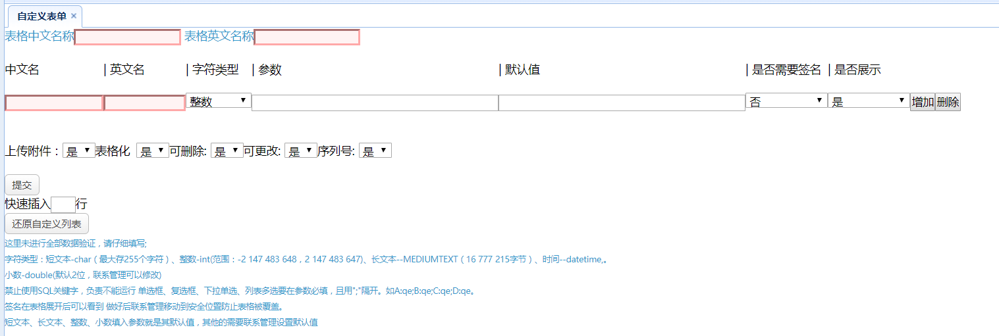 自定义表单 ×
表格中文名称 表格英文名称
中文名 | 英文名 | 字符类型 | 参数 | 默认值 | 是否需要签名 | 是否展示
整数 否 是 增加 删除
上传附件：是 表格化 是 可删除: 是 可更改: 是 序列号: 是
提交
快速插入 行
还原自定义列表
这里未进行全部数据验证，请仔细填写;
字符类型：短文本-char（最大存255个字符）、整数-int(范围：-2 147 483 648，2 147 483 647)、长文本--MEDIUMTEXT（16 777 215字节）、时间--datetime,。
小数-double(默认2位，联系管理可以修改)
禁止使用SQL关键字，负责不能运行 单选框、复选框、下拉单选、列表多选要在参数必填，且用";"隔开。如A:qe;B:qe;C:qe;D:qe。
签名在表格展开后可以看到 做好后联系管理移动到安全位置防止表格被覆盖。
短文本、长文本、整数、小数填入参数就是其默认值，其他的需要联系管理设置默认值